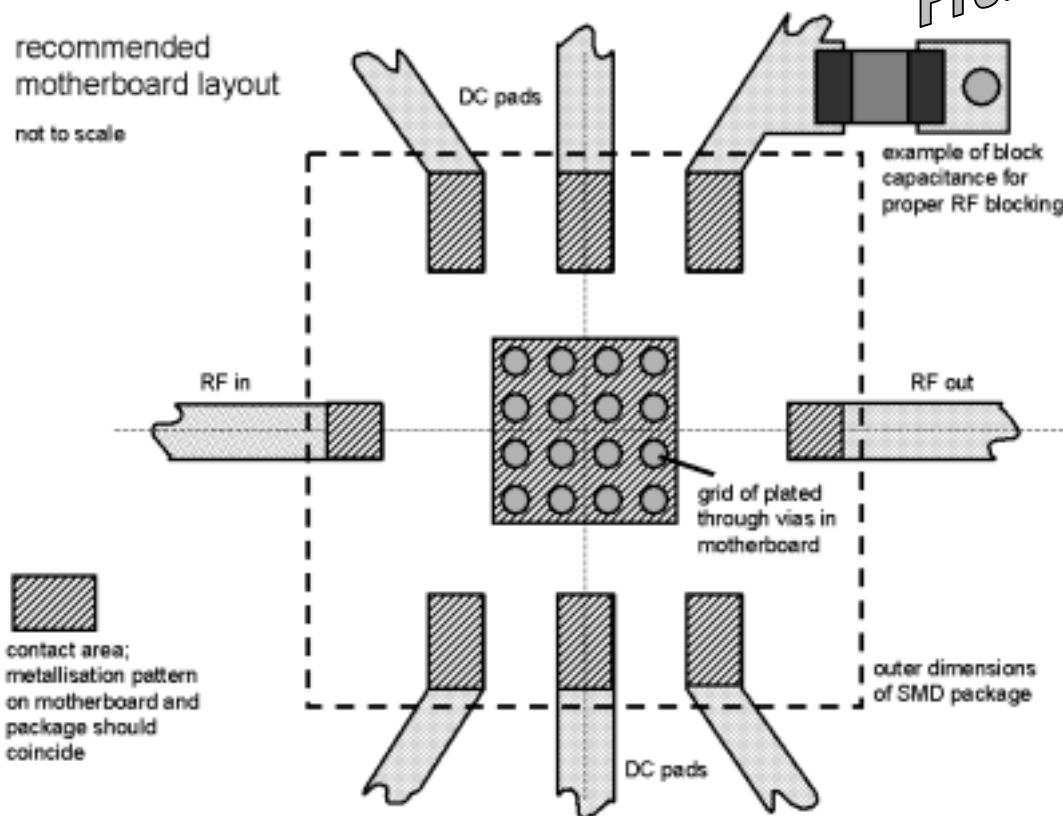 recommended
motherboard layout
not to scale
DC pads
example of block
capacitance for
proper RF blocking
RF in
RF out
grid of plated
through vias in
motherboard
contact area;
metallisation pattern
on motherboard and
package should
coincide
outer dimensions
of SMD package
DC pads